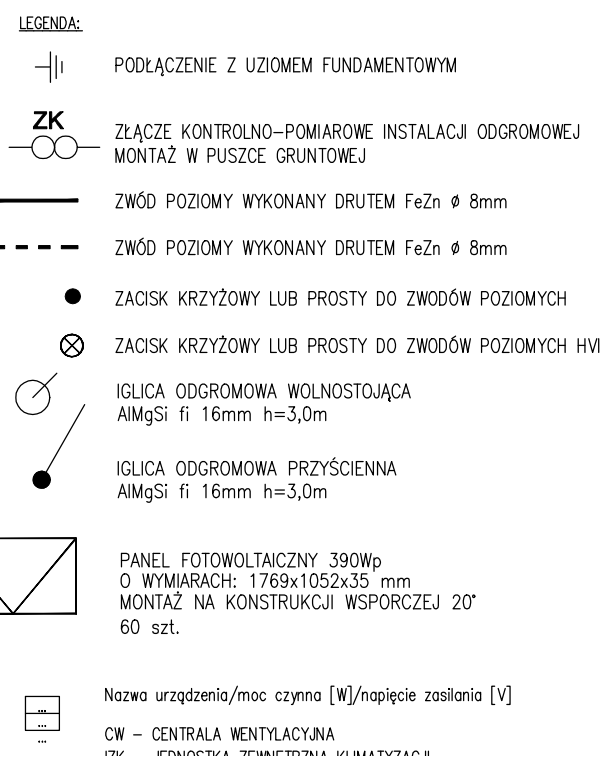 LEGENDA:
PODŁĄCZENIE Z UZIOMEM FUNDAMENTOWYM
ZK
ZŁĄCZE KONTROLNO-POMIAROWE INSTALACJI ODGROMOWEJ
MONTAŻ W PUSZCE GRUNTOWEJ
ZWÓD POZIOMY WYKONANY DRUTEM FeZn ø 8mm
ZWÓD POZIOMY WYKONANY DRUTEM FeZn ø 8mm
ZACISK KRZYŻOWY LUB PROSTY DO ZWODÓW POZIOMYCH
ZACISK KRZYŻOWY LUB PROSTY DO ZWODÓW POZIOMYCH HVI
IGLICA ODGROMOWA WOLNOSTOJĄCA
AlMgSi fi 16mm h=3,0m
IGLICA ODGROMOWA PRZYŚCIENNA
AlMgSi fi 16mm h=3,0m
PANEL FOTOWOLTAICZNY 390Wp
O WYMIARACH: 1769x1052x35 mm
MONTAŻ NA KONSTRUKCJI WSPORCZEJ 20°
60 szt.
Nazwa urządzenia/moc czynna [W]/napięcie zasilania [V]
...
...
...
CW - CENTRALA WENTYLACYJNA
JZK - JEDNOSTKA ZEWNĘTRZNA KLIMATYZACJI